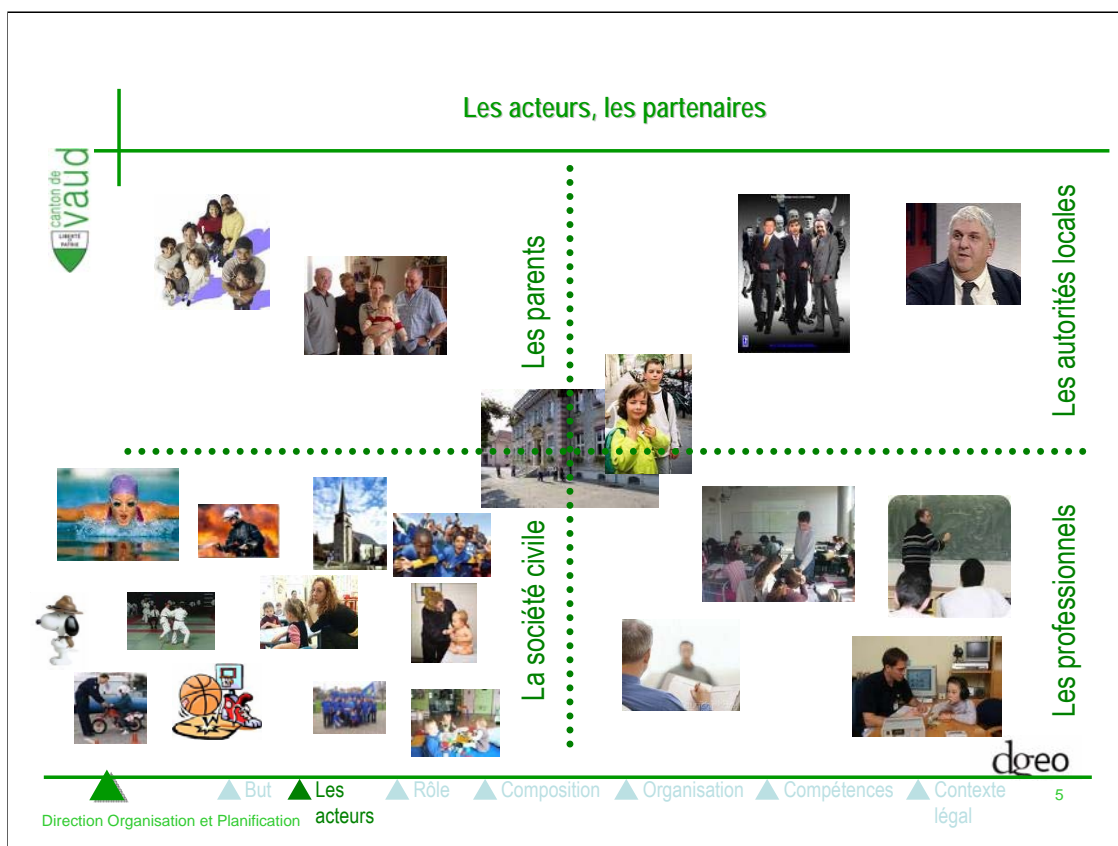 Les acteurs, les partenaires
canton de
vaud
LIBERTÉ
et
PATRIE
Les parents
Les autorités locales
La société civile
Les professionnels
dgeo
But
Les
acteurs
Rôle
Composition
Organisation
Compétences
Contexte
légal
5
Direction Organisation et Planification